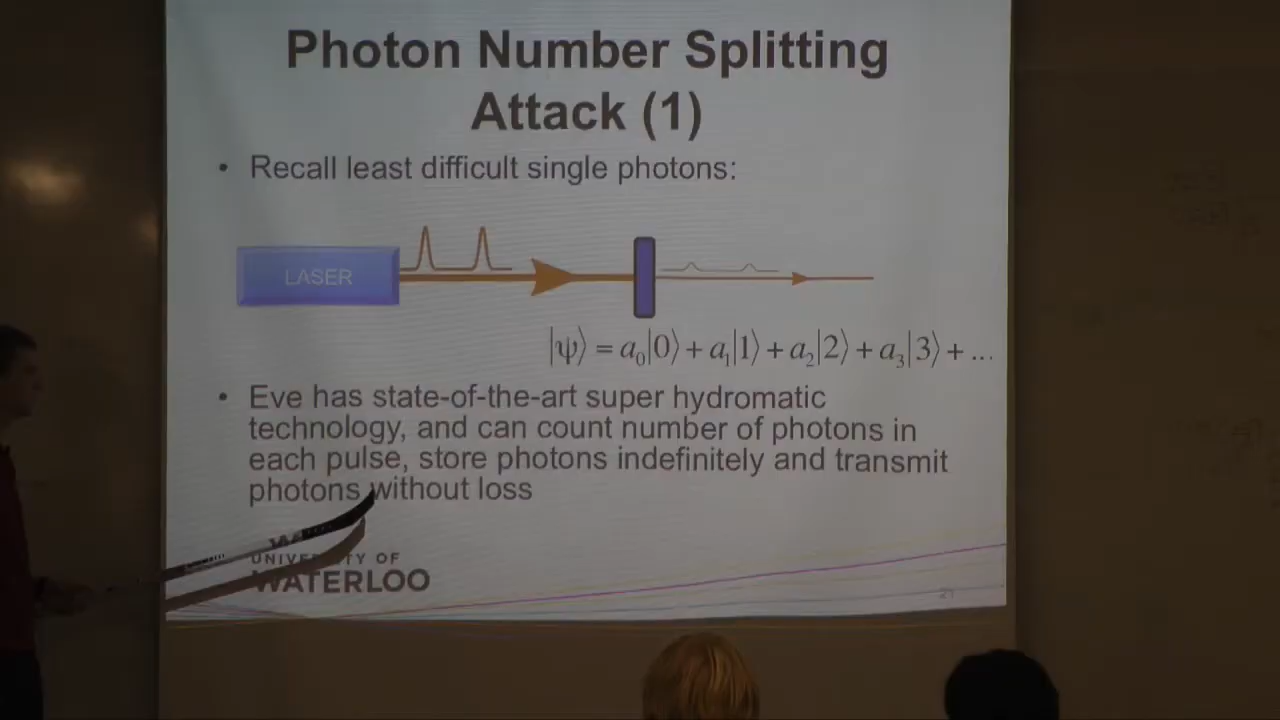 Photon Number Splitting
Attack (1)
• Recall least difficult single photons:
LASER
|ψ⟩ = a₀|0⟩ + a₁|1⟩ + a₂|2⟩ + a₃|3⟩ + ...
• Eve has state-of-the-art super hydromatic
technology, and can count number of photons in
each pulse, store photons indefinitely and transmit
photons without loss
UNIVERSITY OF
WATERLOO